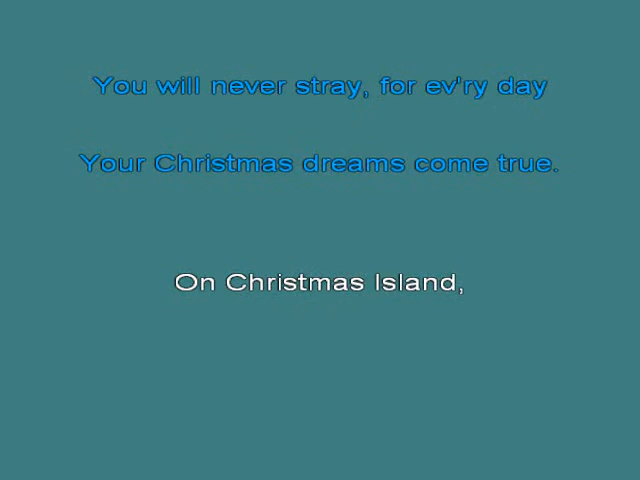 You will never stray, for ev'ry day
Your Christmas dreams come true.
On Christmas Island,